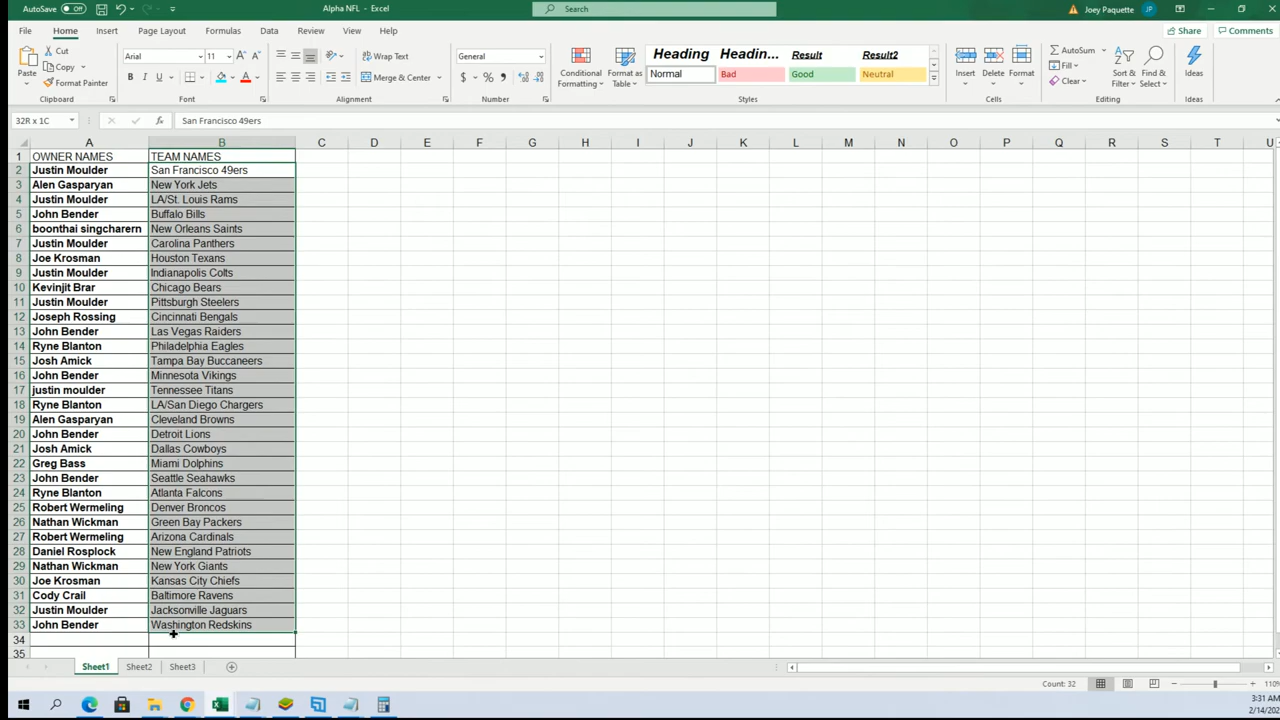 AutoSave Off Alpha NFL - Excel Search Joey Paquette JP
File Home Insert Page Layout Formulas Data Review View Help Share Comments
Paste Cut Copy Format Painter Clipboard
Arial 11 A A B I U A Font
Wrap Text Merge & Center Alignment
General $ % , Number
Conditional Formatting Format as Table
Heading Headin... Result Result2
Normal Bad Good Neutral
Styles
Insert Delete Format Cells
AutoSum Fill Clear Sort & Filter Find & Select Editing
Ideas Ideas
32R x 1C fx San Francisco 49ers
A B C D E F G H I J K L M N O P Q R S T U
1 OWNER NAMES TEAM NAMES
2 Justin Moulder San Francisco 49ers
3 Alen Gasparyan New York Jets
4 Justin Moulder LA/St. Louis Rams
5 John Bender Buffalo Bills
6 boonthai singcharern New Orleans Saints
7 Justin Moulder Carolina Panthers
8 Joe Krosman Houston Texans
9 Justin Moulder Indianapolis Colts
10 Kevinjit Brar Chicago Bears
11 Justin Moulder Pittsburgh Steelers
12 Joseph Rossing Cincinnati Bengals
13 John Bender Las Vegas Raiders
14 Ryne Blanton Philadelphia Eagles
15 Josh Amick Tampa Bay Buccaneers
16 John Bender Minnesota Vikings
17 justin moulder Tennessee Titans
18 Ryne Blanton LA/San Diego Chargers
19 Alen Gasparyan Cleveland Browns
20 John Bender Detroit Lions
21 Josh Amick Dallas Cowboys
22 Greg Bass Miami Dolphins
23 John Bender Seattle Seahawks
24 Ryne Blanton Atlanta Falcons
25 Robert Wermeling Denver Broncos
26 Nathan Wickman Green Bay Packers
27 Robert Wermeling Arizona Cardinals
28 Daniel Rosplock New England Patriots
29 Nathan Wickman New York Giants
30 Joe Krosman Kansas City Chiefs
31 Cody Crail Baltimore Ravens
32 Justin Moulder Jacksonville Jaguars
33 John Bender Washington Redskins
34
35
Sheet1 Sheet2 Sheet3
Count: 32 110%
3:31 AM
2/14/202